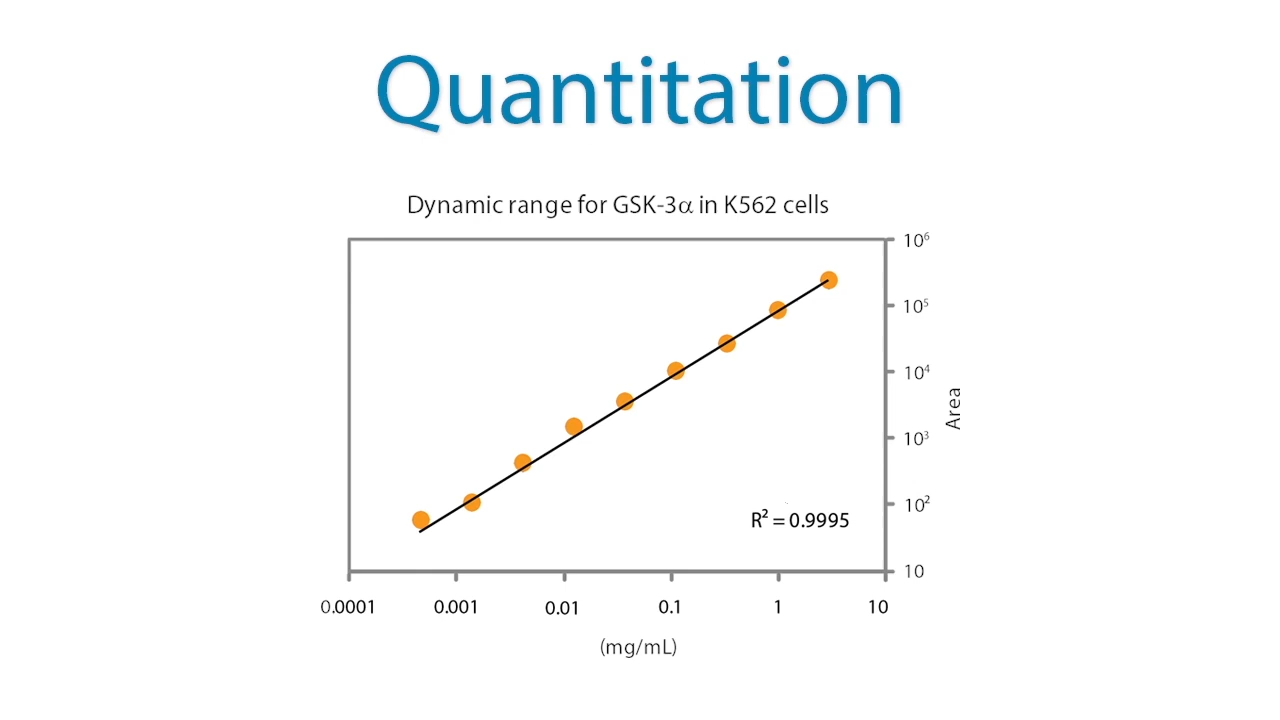 Quantitation
Dynamic range for GSK-3α in K562 cells
10⁶
10⁵
10⁴
10³
10²
10
Area
R² = 0.9995
0.0001 0.001 0.01 0.1 1 10
(mg/mL)